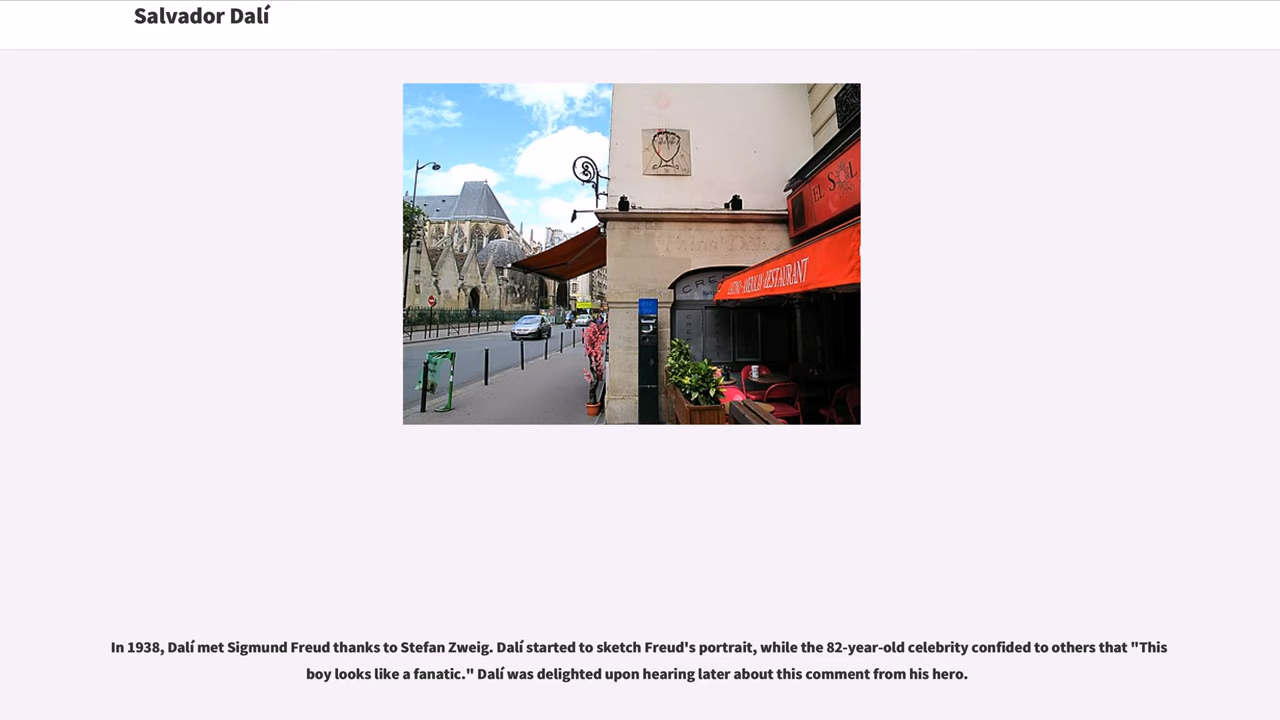 Salvador Dalí
EL SOL
LATINO-AMERICAN RESTAURANT
In 1938, Dalí met Sigmund Freud thanks to Stefan Zweig. Dalí started to sketch Freud's portrait, while the 82-year-old celebrity confided to others that "This
boy looks like a fanatic." Dalí was delighted upon hearing later about this comment from his hero.